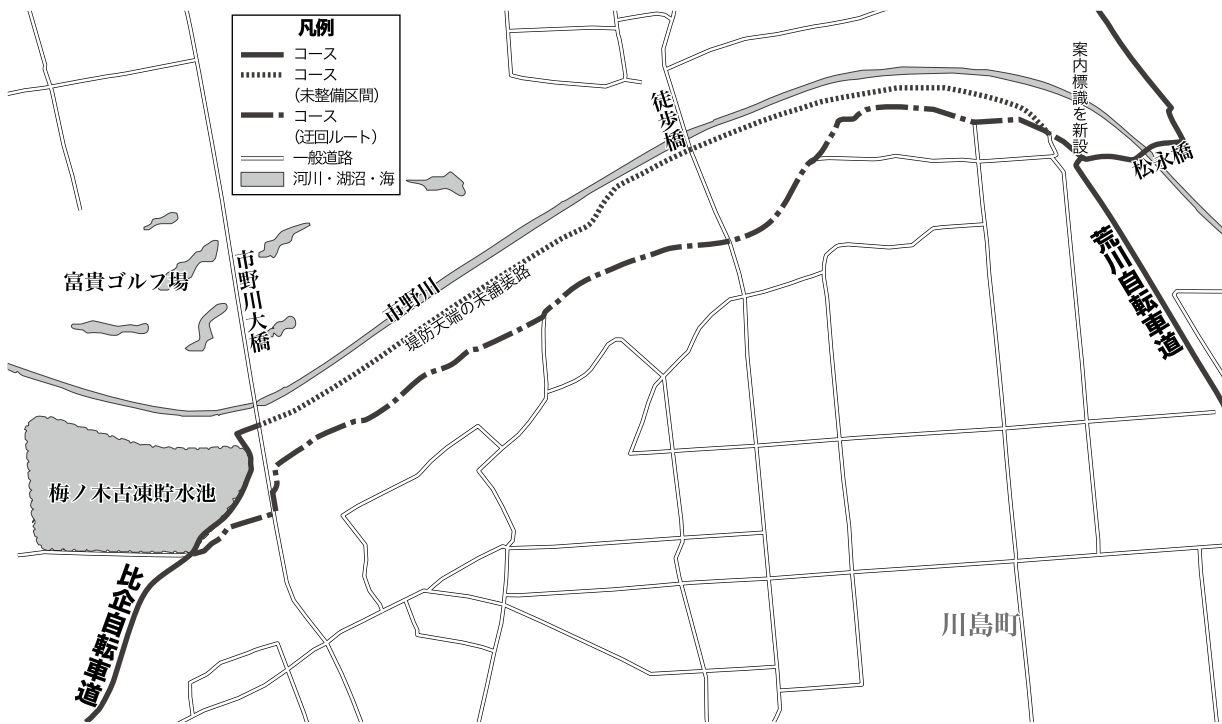 凡例
コース
コース
(未整備区間)
コース
(迂回ルート)
一般道路
河川・湖沼・海
案内標識を新設
徒歩橋
松永橋
荒川自転車道
富貴ゴルフ場
市野川大橋
市野川
堤防天端の未舗装路
梅ノ木古凍貯水池
比企自転車道
川島町